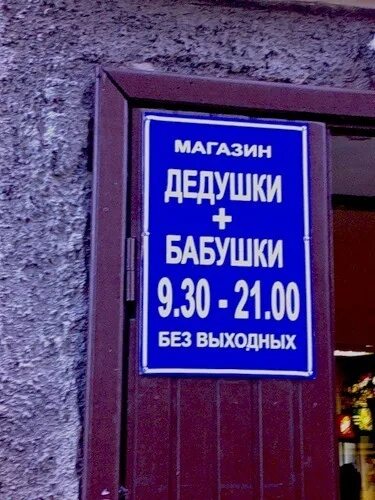 МАГАЗИН
ДЕДУШКИ
+
БАБУШКИ
9.30 - 21.00
БЕЗ ВЫХОДНЫХ